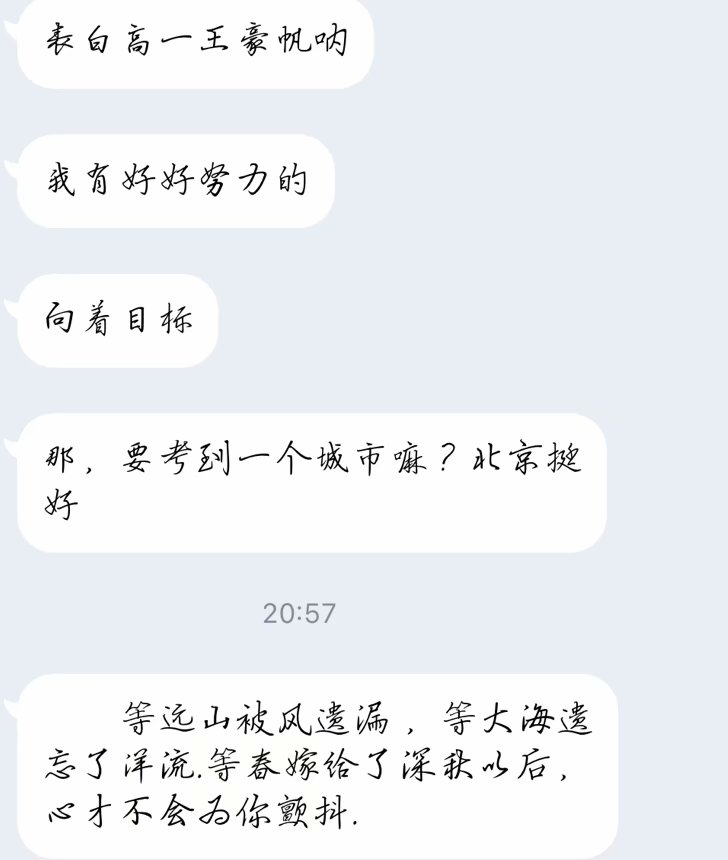 表白高一王豪帆呐
我有好好努力的
向着目标
那，要考到一个城市嘛？北京挺
好
20:57
等远山被风遗漏，等大海遗
忘了洋流.等春嫁给了深秋以后，
心才不会为你颤抖.